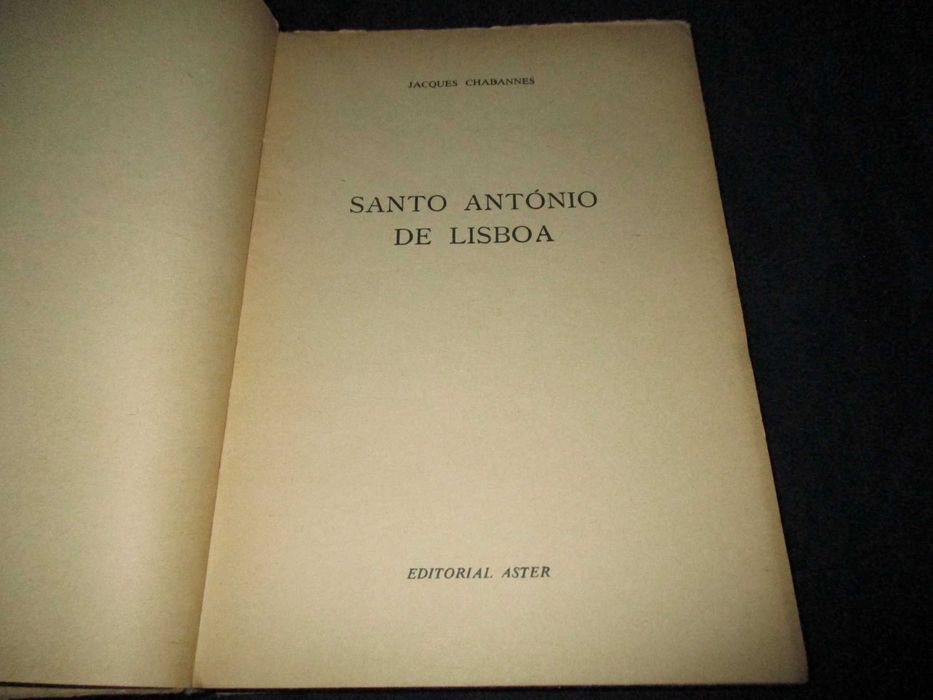 JACQUES CHABANNES
SANTO ANTÓNIO
DE LISBOA
EDITORIAL ASTER